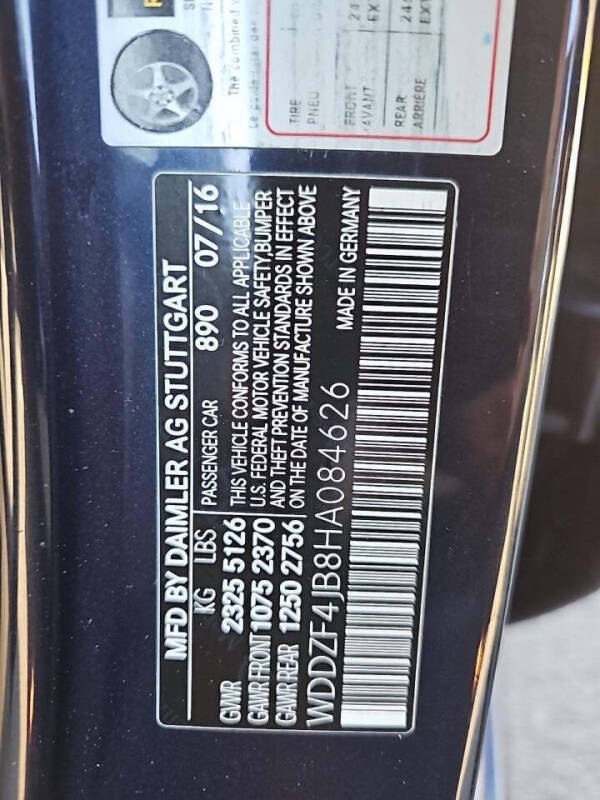 The combined
TIRE
PNEU
FRONT
AVANT
REAR
ARRIÈRE
MFD BY DAIMLER AG STUTTGART
KG LBS PASSENGER CAR 890 07/16
GVWR 2325 5126 THIS VEHICLE CONFORMS TO ALL APPLICABLE
GAWR FRONT 1075 2370 U.S. FEDERAL MOTOR VEHICLE SAFETY,BUMPER
GAWR REAR 1250 2756 AND THEFT PREVENTION STANDARDS IN EFFECT
ON THE DATE OF MANUFACTURE SHOWN ABOVE
WDDZF4JB8HA084626 MADE IN GERMANY